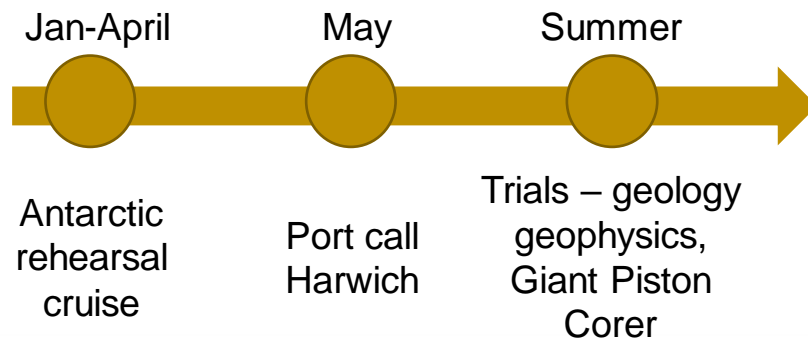 Jan-April
May
Summer
Antarctic
rehearsal
cruise
Port call
Harwich
Trials – geology
geophysics,
Giant Piston
Corer